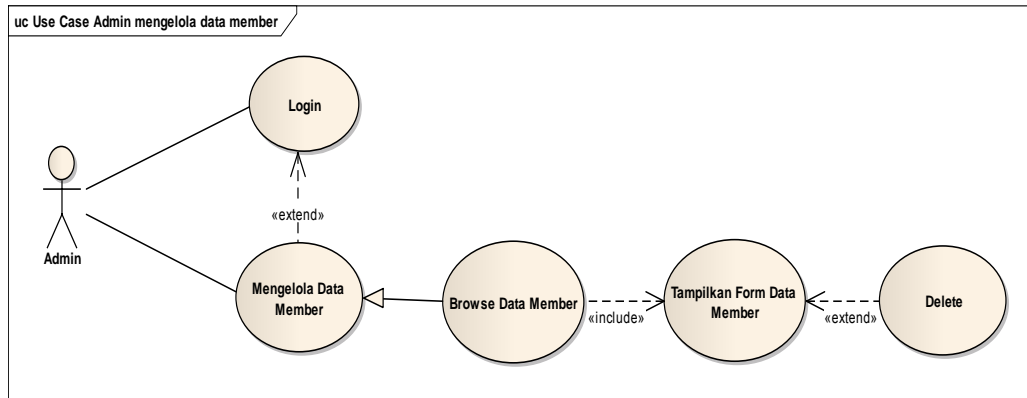 uc Use Case Admin mengelola data member
Login
Admin
«extend»
Mengelola Data
Member
Browse Data Member
«include»
Tampilkan Form Data
Member
«extend»
Delete